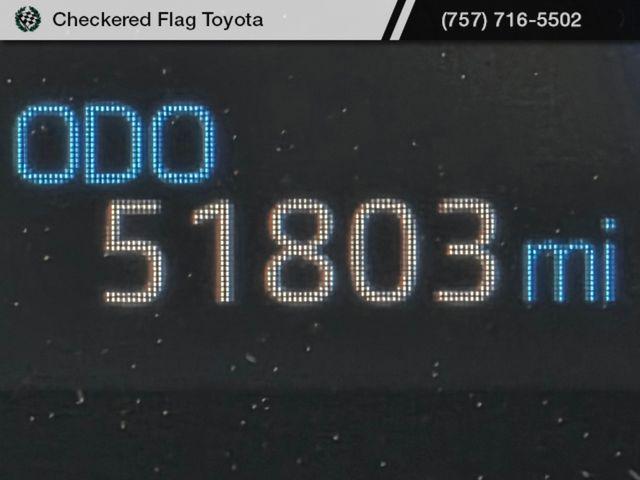 Checkered Flag Toyota
(757) 716-5502
ODO
51803 mi